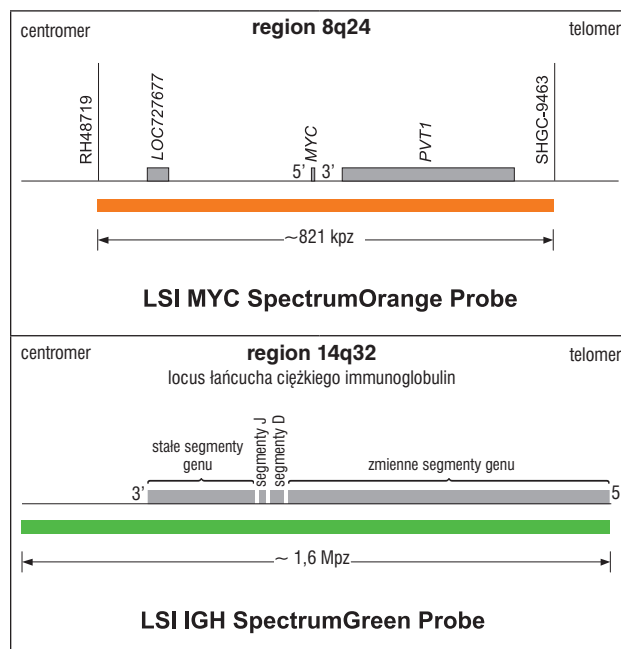 centromer
region 8q24
telomer
RH48719
LOC727677
5’
MYC
3’
PVT1
SHGC-9463
~821 kpz
LSI MYC SpectrumOrange Probe
centromer
region 14q32
telomer
locus łańcucha ciężkiego immunoglobulin
stałe segmenty
genu
segmenty J
segmenty D
zmienne segmenty genu
3’
5
~ 1,6 Mpz
LSI IGH SpectrumGreen Probe